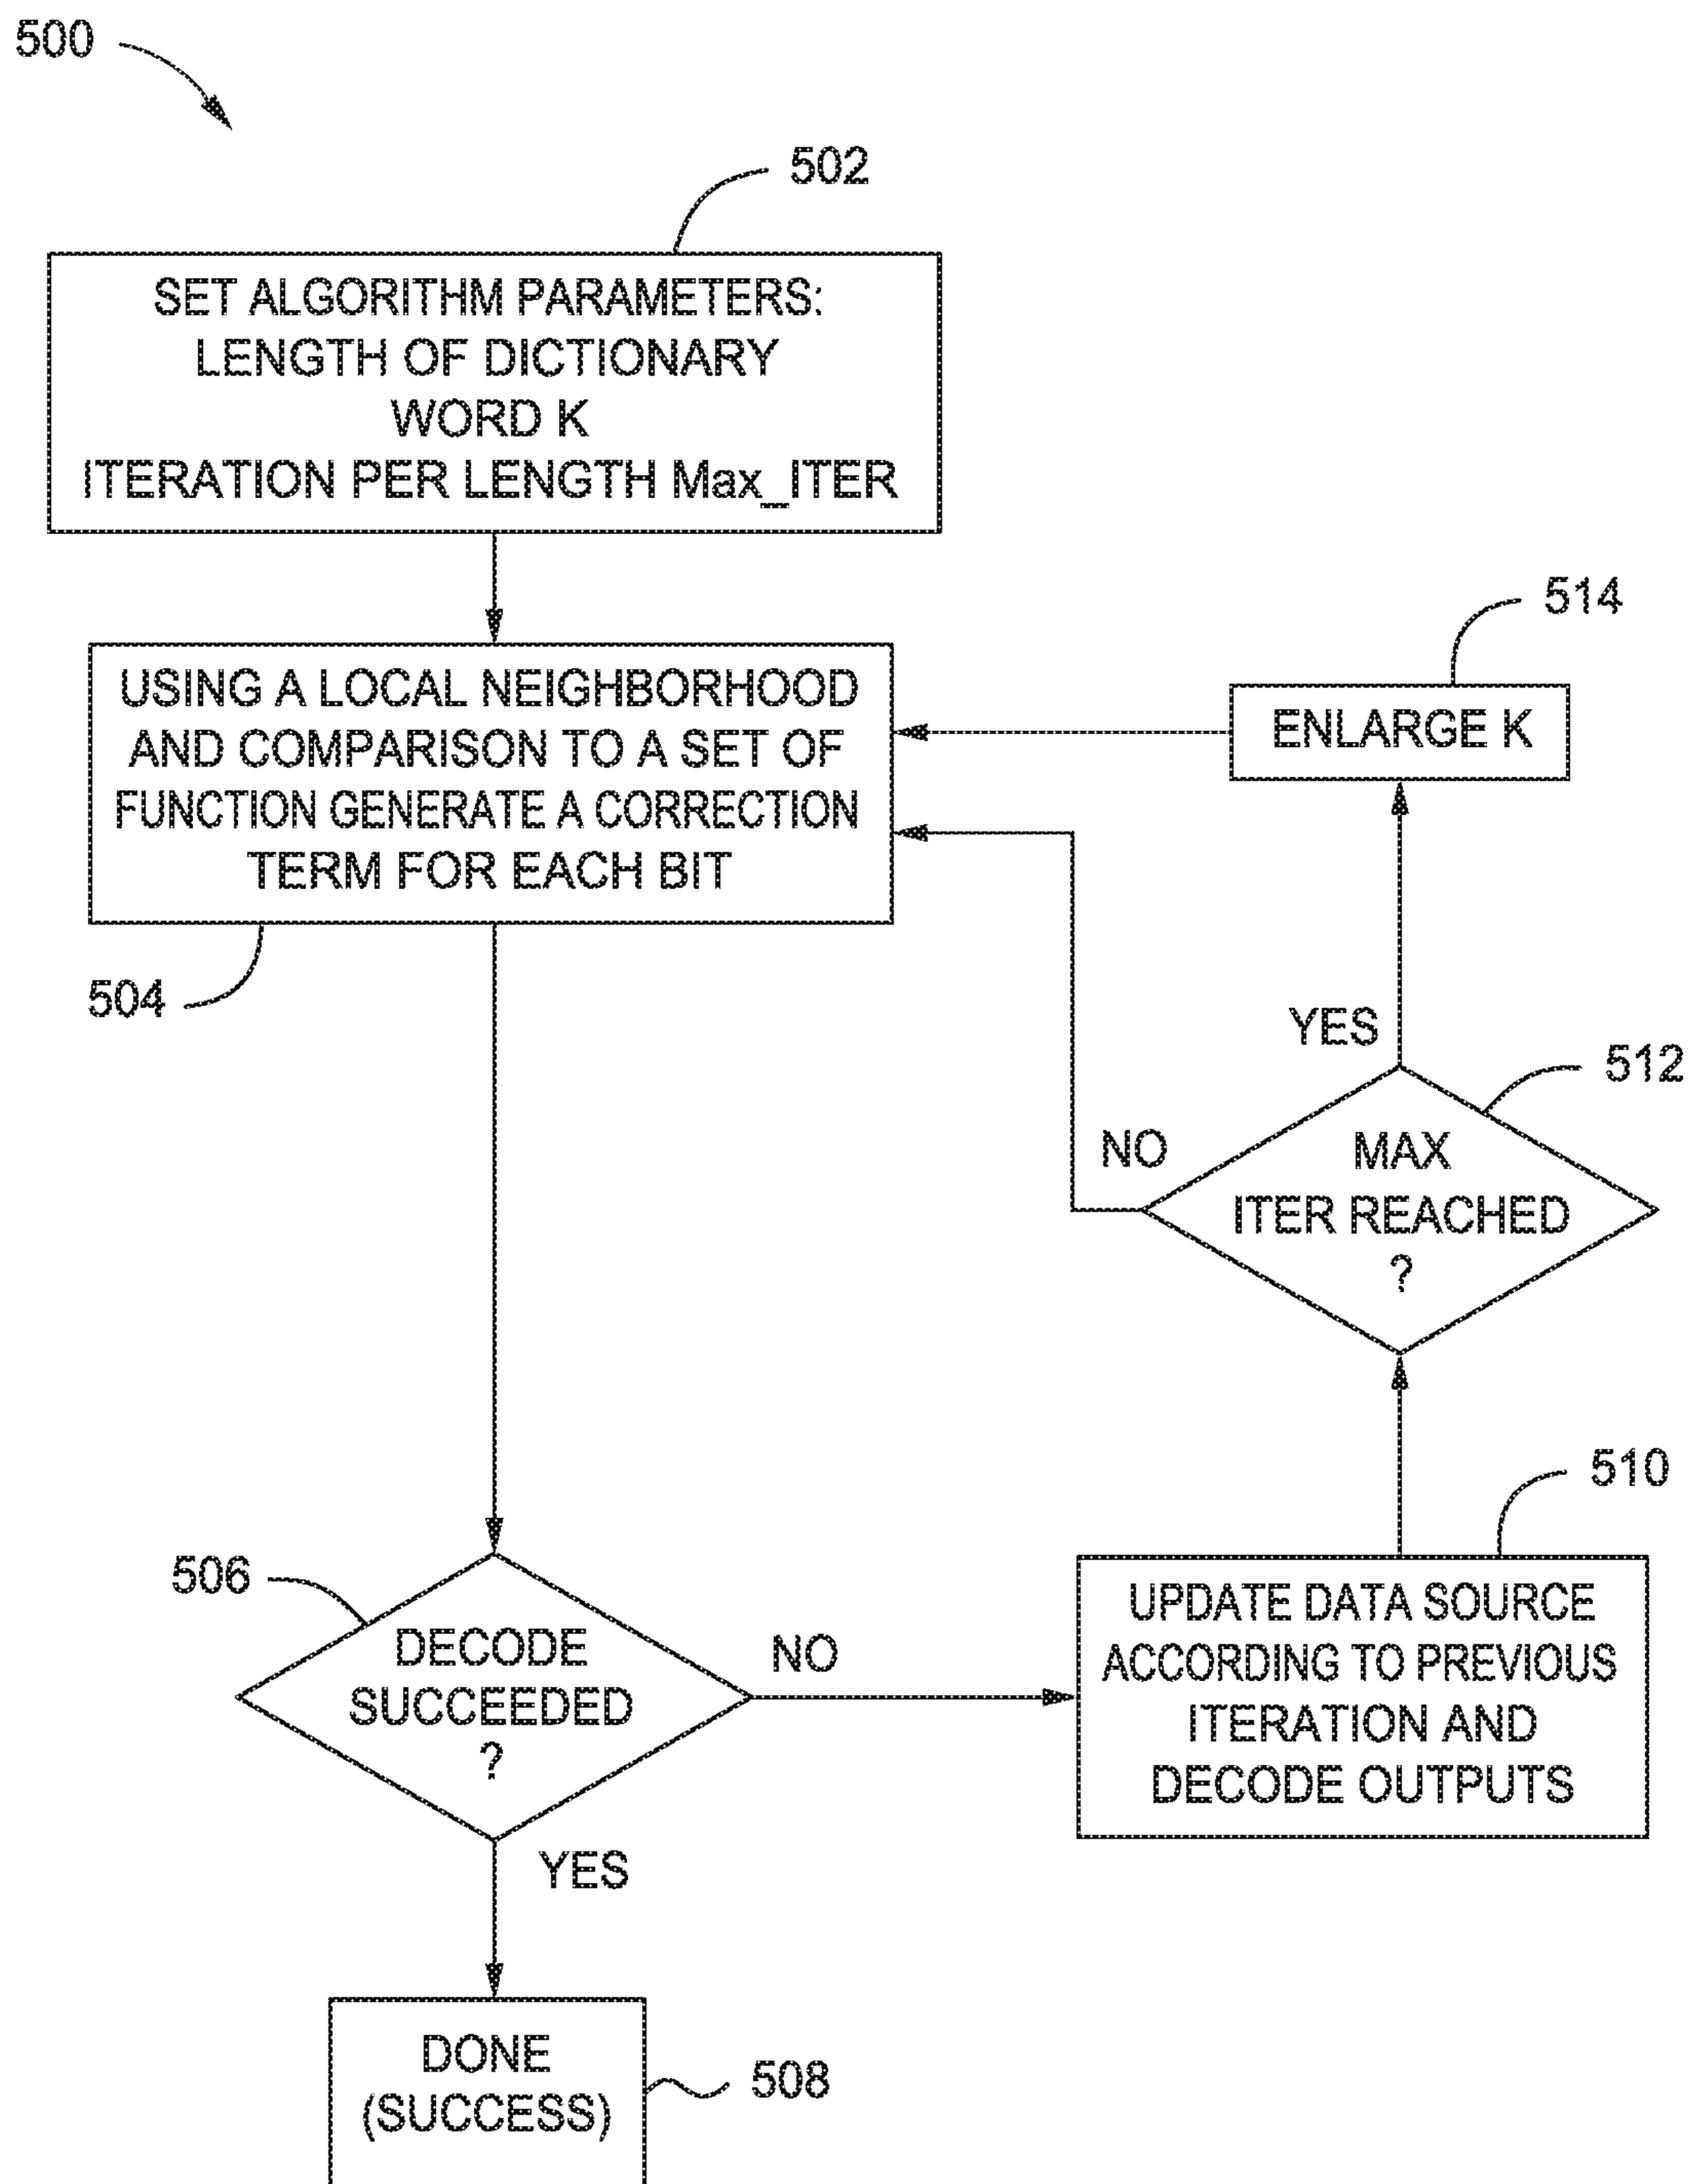 500
502
SET ALGORITHM PARAMETERS:
LENGTH OF DICTIONARY
WORD K
ITERATION PER LENGTH Max_ITER
514
USING A LOCAL NEIGHBORHOOD
AND COMPARISON TO A SET OF
FUNCTION GENERATE A CORRECTION
TERM FOR EACH BIT
ENLARGE K
504
YES
512
NO
MAX
ITER REACHED
?
510
506
DECODE
SUCCEEDED
?
NO
UPDATE DATA SOURCE
ACCORDING TO PREVIOUS
ITERATION AND
DECODE OUTPUTS
YES
DONE
(SUCCESS)
508